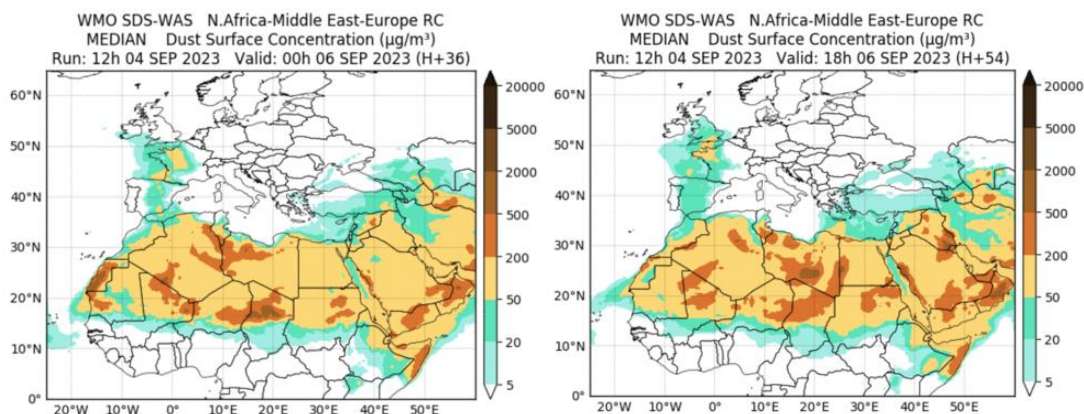 WMO SDS-WAS N.Africa-Middle East-Europe RC
MEDIAN Dust Surface Concentration (µg/m³)
Run: 12h 04 SEP 2023 Valid: 00h 06 SEP 2023 (H+36)
60°N
50°N
40°N
30°N
20°N
10°N
0°
20°W 10°W 0° 10°E 20°E 30°E 40°E 50°E
20000
5000
2000
500
200
50
20
5
WMO SDS-WAS N.Africa-Middle East-Europe RC
MEDIAN Dust Surface Concentration (µg/m³)
Run: 12h 04 SEP 2023 Valid: 18h 06 SEP 2023 (H+54)
60°N
50°N
40°N
30°N
20°N
10°N
0°
20°W 10°W 0° 10°E 20°E 30°E 40°E 50°E
20000
5000
2000
500
200
50
20
5